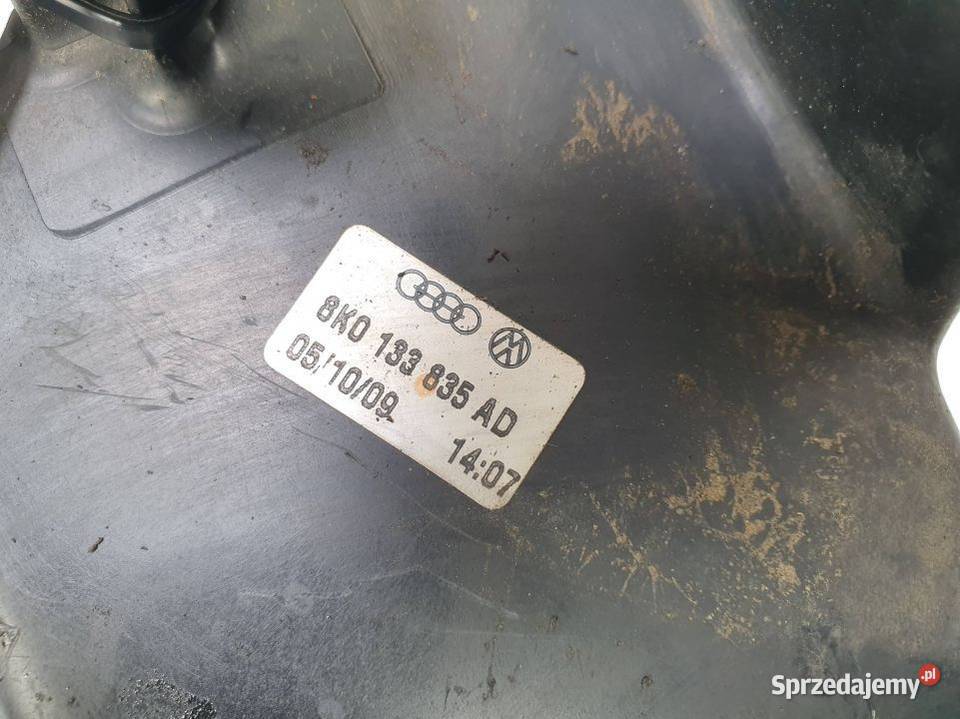 8K0 133 835 AD
05/10/09 14:07
Sprzedajemy.pl